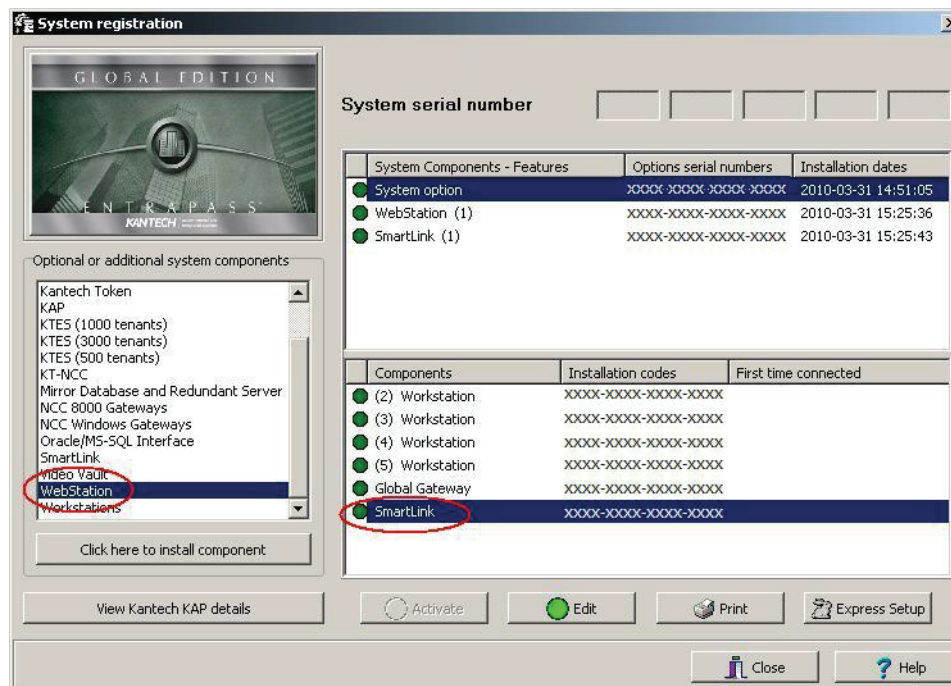 System registration
GLOBAL EDITION
ENTRAPASS
KANTECH
System serial number
System Components - Features Options serial numbers Installation dates
System option XXXX-XXXX-XXXX-XXXX 2010-03-31 14:51:05
WebStation (1) XXXX-XXXX-XXXX-XXXX 2010-03-31 15:25:36
SmartLink (1) XXXX-XXXX-XXXX-XXXX 2010-03-31 15:25:43
Optional or additional system components
Kantech Token
KAP
KTES (1000 tenants)
KTES (3000 tenants)
KTES (500 tenants)
KT-NCC
Mirror Database and Redundant Server
NCC 8000 Gateways
NCC Windows Gateways
Oracle/MS-SQL Interface
SmartLink
Video Vault
WebStation
Workstations
Click here to install component
View Kantech KAP details
Components Installation codes First time connected
(2) Workstation XXXX-XXXX-XXXX-XXXX
(3) Workstation XXXX-XXXX-XXXX-XXXX
(4) Workstation XXXX-XXXX-XXXX-XXXX
(5) Workstation XXXX-XXXX-XXXX-XXXX
Global Gateway XXXX-XXXX-XXXX-XXXX
SmartLink XXXX-XXXX-XXXX-XXXX
Activate Edit Print Express Setup
Close Help